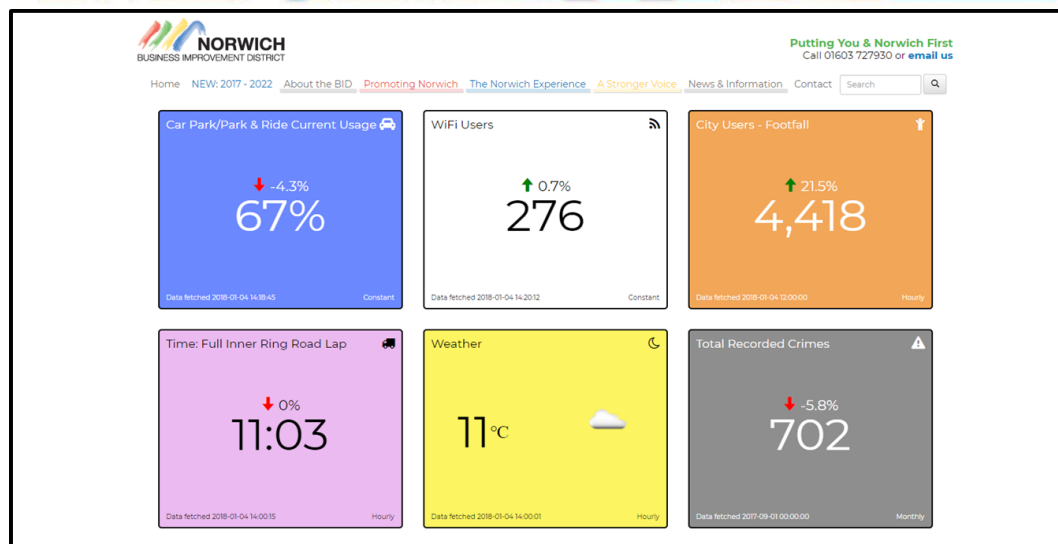 NORWICH
BUSINESS IMPROVEMENT DISTRICT
Putting You & Norwich First
Call 01603 727930 or email us
Home NEW: 2017 - 2022 About the BID Promoting Norwich The Norwich Experience A Stronger Voice News & Information Contact Search
Car Park/Park & Ride Current Usage
-4.3%
67%
Data fetched 2018-01-04 14:18:45 Constant
WiFi Users
0.7%
276
Data fetched 2018-01-04 14:20:12 Constant
City Users - Footfall
21.5%
4,418
Data fetched 2018-01-04 12:00:00 Hourly
Time: Full Inner Ring Road Lap
0%
11:03
Data fetched 2018-01-04 14:00:15 Hourly
Weather
11°C
Data fetched 2018-01-04 14:00:01 Hourly
Total Recorded Crimes
-5.8%
702
Data fetched 2017-09-01 00:00:00 Monthly